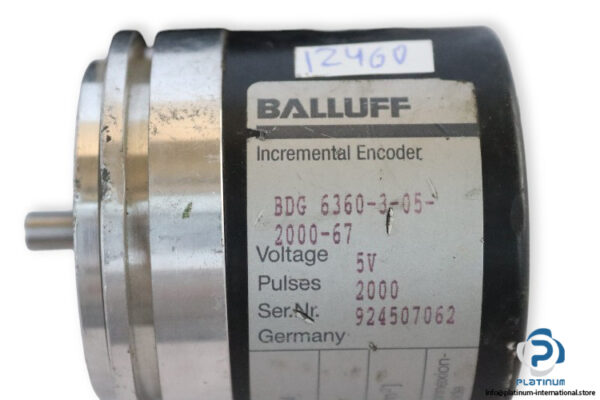 12460
BALLUFF
Incremental Encoder
BDG 6360-3-05-
2000-67
Voltage 5V
Pulses 2000
Ser.Nr. 924507062
Germany
PLATINUM
info@platinum-international.store